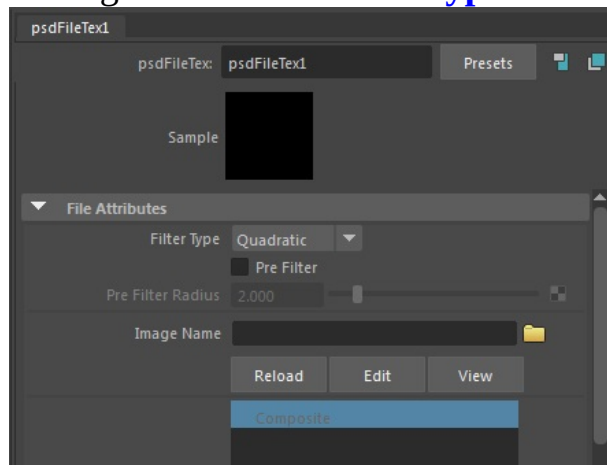 psdFileTex1
psdFileTex: psdFileTex1 Presets
Sample
File Attributes
Filter Type Quadratic
Pre Filter
Pre Filter Radius 2.000
Image Name
Reload Edit View
Composite